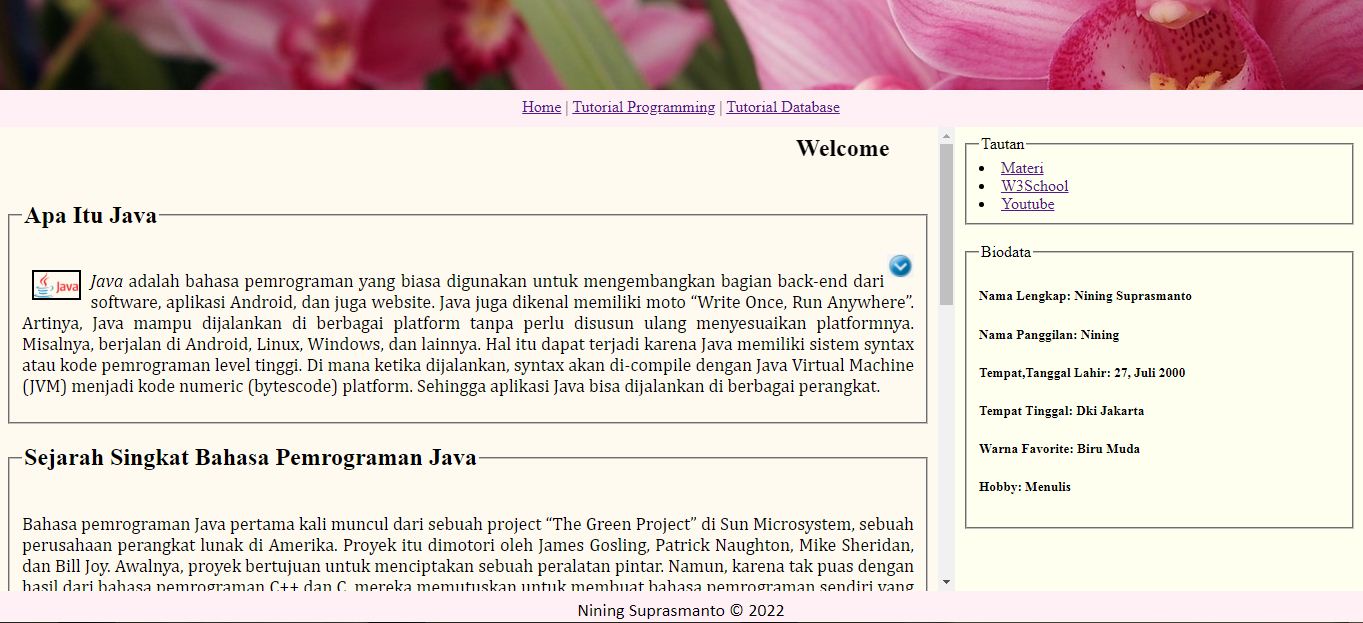 Home | Tutorial Programming | Tutorial Database
Welcome
Apa Itu Java
Java
Java adalah bahasa pemrograman yang biasa digunakan untuk mengembangkan bagian back-end dari
software, aplikasi Android, dan juga website. Java juga dikenal memiliki moto “Write Once, Run Anywhere”.
Artinya, Java mampu dijalankan di berbagai platform tanpa perlu disusun ulang menyesuaikan platformnya.
Misalnya, berjalan di Android, Linux, Windows, dan lainnya. Hal itu dapat terjadi karena Java memiliki sistem syntax
atau kode pemrograman level tinggi. Di mana ketika dijalankan, syntax akan di-compile dengan Java Virtual Machine
(JVM) menjadi kode numeric (bytescode) platform. Sehingga aplikasi Java bisa dijalankan di berbagai perangkat.
Sejarah Singkat Bahasa Pemrograman Java
Bahasa pemrograman Java pertama kali muncul dari sebuah project “The Green Project” di Sun Microsystem, sebuah
perusahaan perangkat lunak di Amerika. Proyek itu dimotori oleh James Gosling, Patrick Naughton, Mike Sheridan,
dan Bill Joy. Awalnya, proyek bertujuan untuk menciptakan sebuah peralatan pintar. Namun, karena tak puas dengan
hasil dari bahasa pemrograman C++ dan C, mereka memutuskan untuk membuat bahasa pemrograman sendiri yang
Tautan
Materi
W3School
Youtube
Biodata
Nama Lengkap: Nining Suprasmanto
Nama Panggilan: Nining
Tempat,Tanggal Lahir: 27, Juli 2000
Tempat Tinggal: Dki Jakarta
Warna Favorite: Biru Muda
Hobby: Menulis
Nining Suprasmanto © 2022